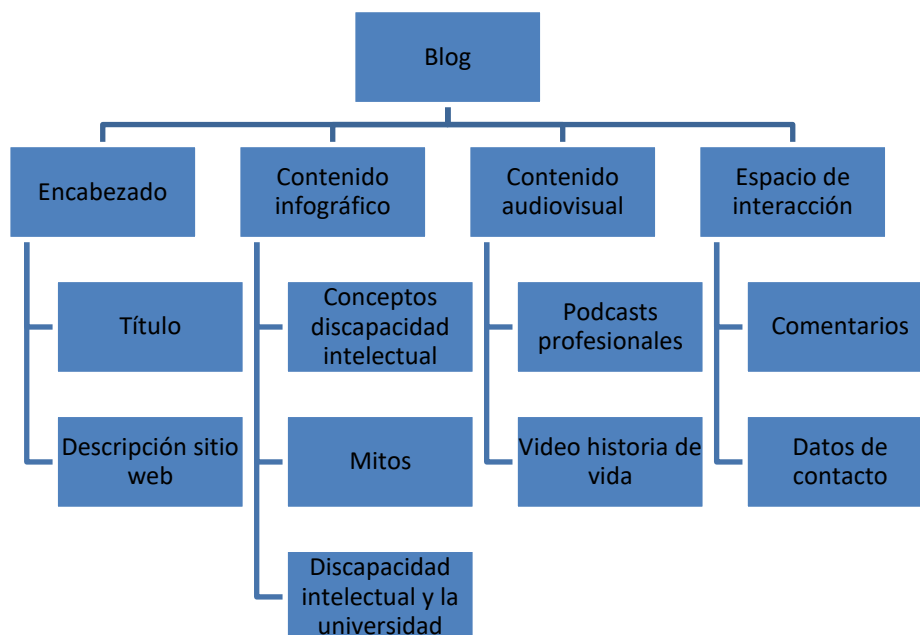 Blog
Encabezado
Contenido
infográfico
Contenido
audiovisual
Espacio de
interacción
Título
Conceptos
discapacidad
intelectual
Podcasts
profesionales
Comentarios
Descripción sitio
web
Mitos
Video historia de
vida
Datos de
contacto
Discapacidad
intelectual y la
universidad